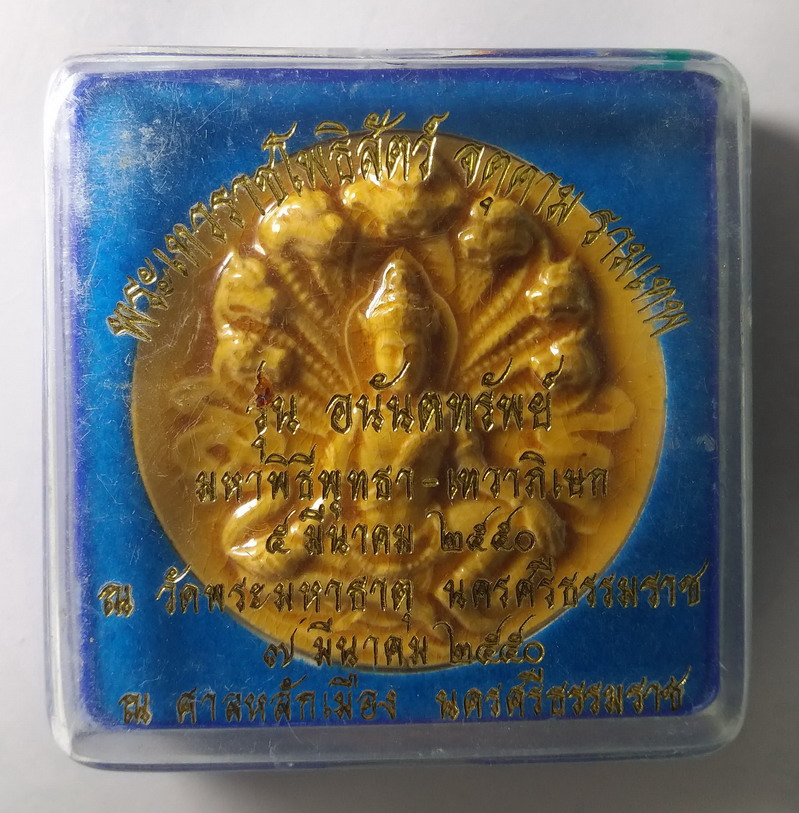 พระเทวราชโพธิสัตว์ จตุคาม รามเทพ
รุ่น อนันตทรัพย์
มหาพิธีพุทธา - เทวาภิเษก
๕ มีนาคม ๒๕๕๐
ณ วัดพระมหาธาตุ นครศรีธรรมราช
๗ มีนาคม ๒๕๕๐
ณ ศาลหลักเมือง นครศรีธรรมราช